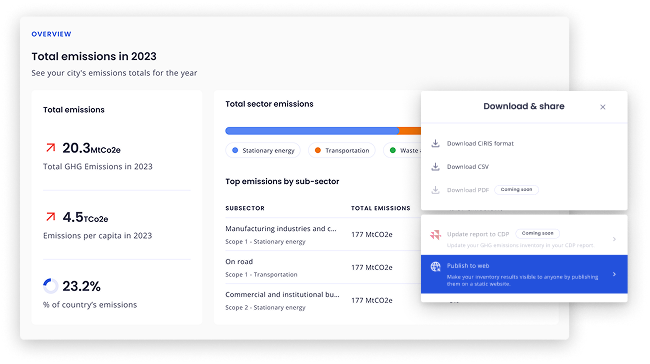 OVERVIEW
Total emissions in 2023
See your city's emissions totals for the year
Total emissions
20.3MtCo2e
Total GHG Emissions in 2023
4.5TCo2e
Emissions per capita in 2023
23.2%
% of country's emissions
Total sector emissions
Stationary energy
Transportation
Waste
Top emissions by sub-sector
SUBSECTOR
TOTAL EMISSIONS
Manufacturing industries and c...
Scope 1 - Stationary energy
177 MtCO2e
On road
Scope 1 - Transportation
177 MtCO2e
Commercial and institutional bu...
Scope 2 - Stationary energy
177 MtCO2e
Download & share
Download CIRIS format
Download CSV
Download PDF
Coming soon
Update report to CDP
Coming soon
Update your GHG emissions inventory in your CDP report
Publish to web
Make your inventory results visible to anyone by publishing
them on a static website.